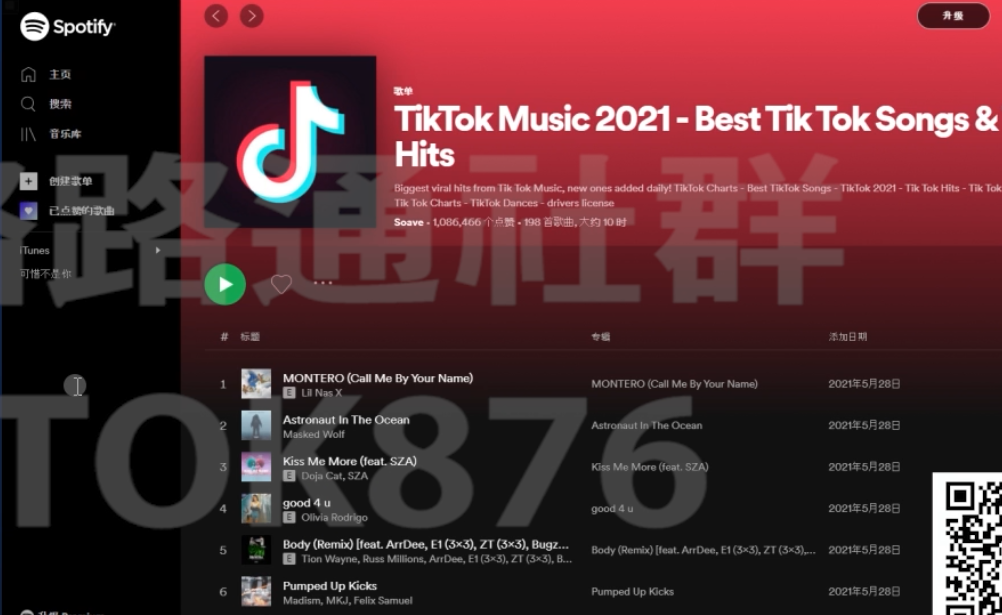 Spotify
升级
主页
搜索
音乐库
创建歌单
已点赞的歌曲
iTunes
可惜不是你
歌单
TikTok Music 2021 - Best Tik Tok Songs &
Hits
Biggest viral hits from Tik Tok Music, new ones added daily! TikTok Charts - Best TikTok Songs - TikTok 2021 - Tik Tok Hits - Tik Tok
Tik Tok Charts - TikTok Dances - drivers license
Soave • 1,086,466 个点赞 • 198 首歌曲, 大约 10 时
路通社群
# 标题 专辑 添加日期
1 MONTERO (Call Me By Your Name) MONTERO (Call Me By Your Name) 2021年5月28日
E Lil Nas X
2 Astronaut In The Ocean Astronaut In The Ocean 2021年5月28日
Masked Wolf
TOK876
3 Kiss Me More (feat. SZA) Kiss Me More (feat. SZA) 2021年5月28日
E Doja Cat, SZA
4 good 4 u good 4 u 2021年5月28日
E Olivia Rodrigo
5 Body (Remix) [feat. ArrDee, E1 (3×3), ZT (3×3), Bugz... Body (Remix) [feat. ArrDee, E1 (3×3), ZT (3×3),... 2021年5月28日
E Tion Wayne, Russ Millions, ArrDee, E1 (3×3), ZT (3×3), B...
6 Pumped Up Kicks Pumped Up Kicks 2021年5月28日
Madism, MKJ, Felix Samuel